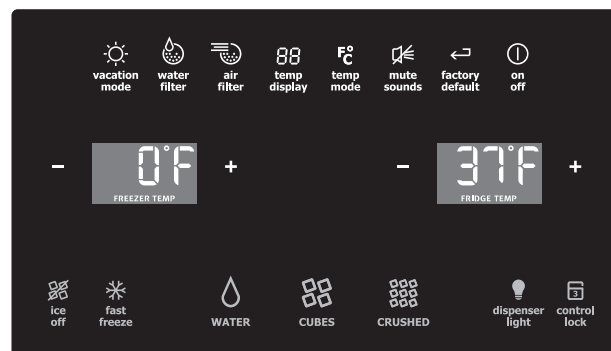 88 F°C
vacation water air temp temp mute factory on
mode filter filter display mode sounds default off
- 0°F + - 37°F +
FREEZER TEMP FRIDGE TEMP
3
ice fast WATER CUBES CRUSHED dispenser control
off freeze light lock